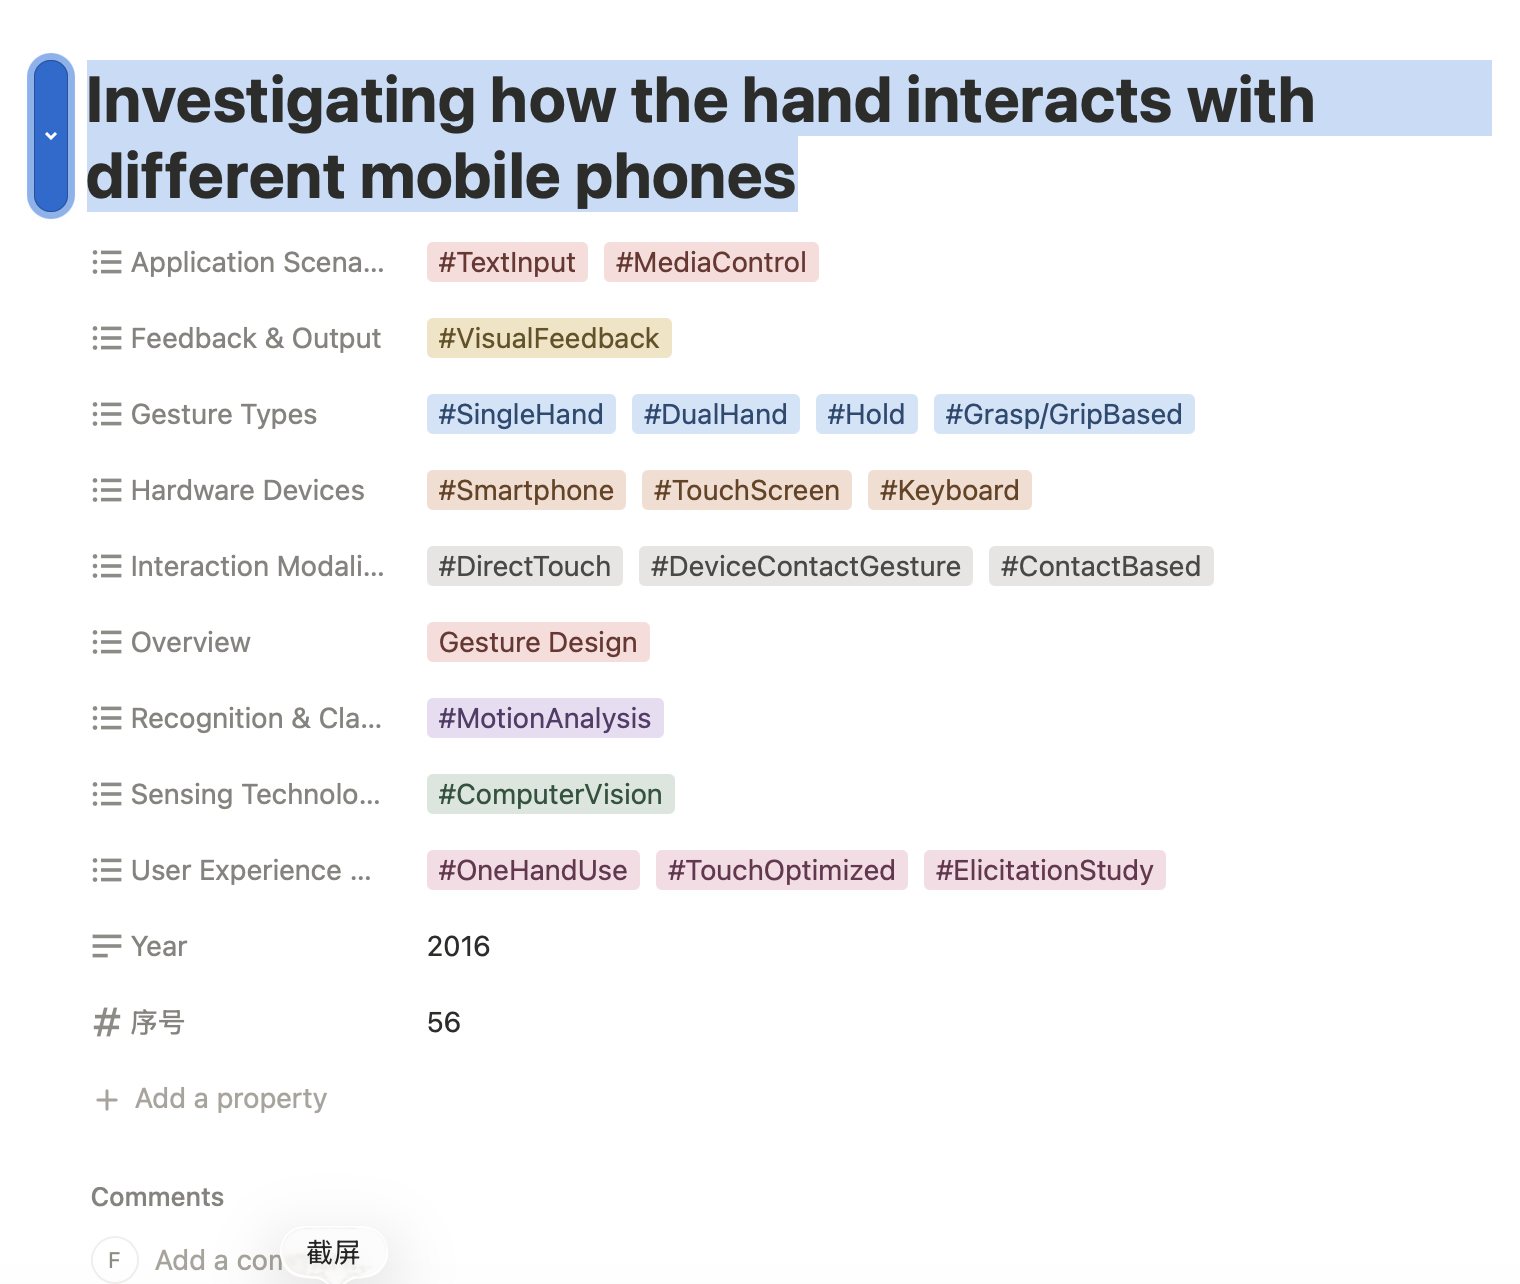 Investigating how the hand interacts with
different mobile phones
Application Scena... #TextInput #MediaControl
Feedback & Output #VisualFeedback
Gesture Types #SingleHand #DualHand #Hold #Grasp/GripBased
Hardware Devices #Smartphone #TouchScreen #Keyboard
Interaction Modali... #DirectTouch #DeviceContactGesture #ContactBased
Overview Gesture Design
Recognition & Cla... #MotionAnalysis
Sensing Technolo... #ComputerVision
User Experience ... #OneHandUse #TouchOptimized #ElicitationStudy
Year 2016
# 序号 56
+ Add a property
Comments
F Add a com
截屏